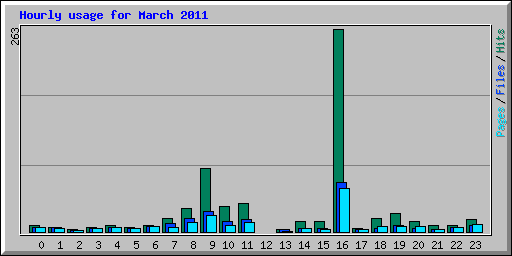 Hourly usage for March 2011
263
Pages/Files/Hits
0 1 2 3 4 5 6 7 8 9 10 11 12 13 14 15 16 17 18 19 20 21 22 23